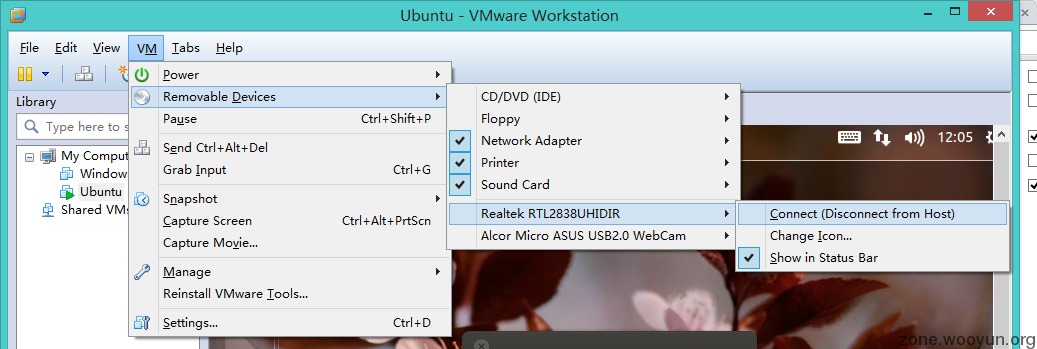 Ubuntu - VMware Workstation
File Edit View VM Tabs Help
Library
Type here to s
My Compu
Windows
Ubuntu
Shared VMs
Power
Removable Devices
Pause Ctrl+Shift+P
Send Ctrl+Alt+Del
Grab Input Ctrl+G
Snapshot
Capture Screen Ctrl+Alt+PrtScn
Capture Movie...
Manage
Reinstall VMware Tools...
Settings... Ctrl+D
CD/DVD (IDE)
Floppy
Network Adapter
Printer
Sound Card
Realtek RTL2838UHIDIR
Alcor Micro ASUS USB2.0 WebCam
Connect (Disconnect from Host)
Change Icon...
Show in Status Bar
12:05
zone.wooyun.org